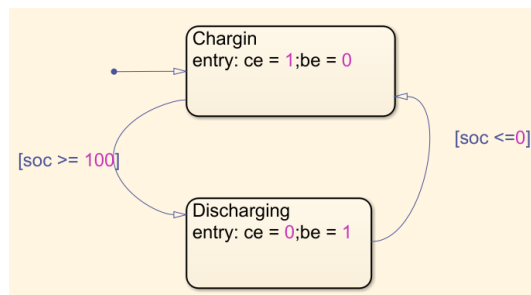 Chargin
entry: ce = 1;be = 0
[soc >= 100]
[soc <=0]
Discharging
entry: ce = 0;be = 1